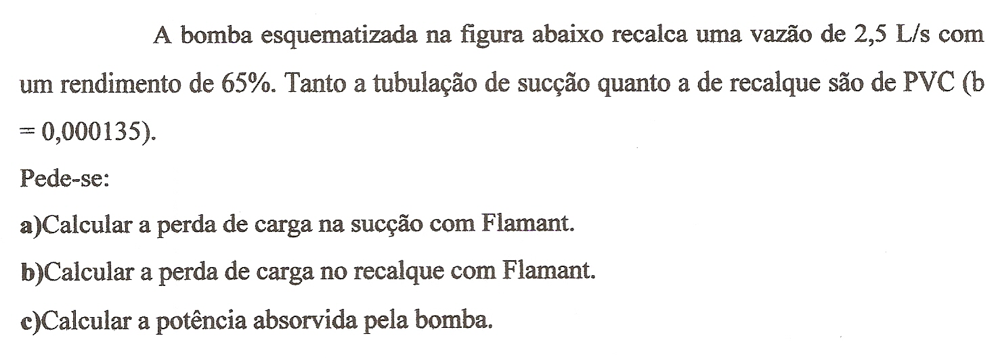 A bomba esquematizada na figura abaixo recalca uma vazão de 2,5 L/s com
um rendimento de 65%. Tanto a tubulação de sucção quanto a de recalque são de PVC (b
= 0,000135).
Pede-se:
a)Calcular a perda de carga na sucção com Flamant.
b)Calcular a perda de carga no recalque com Flamant.
c)Calcular a potência absorvida pela bomba.